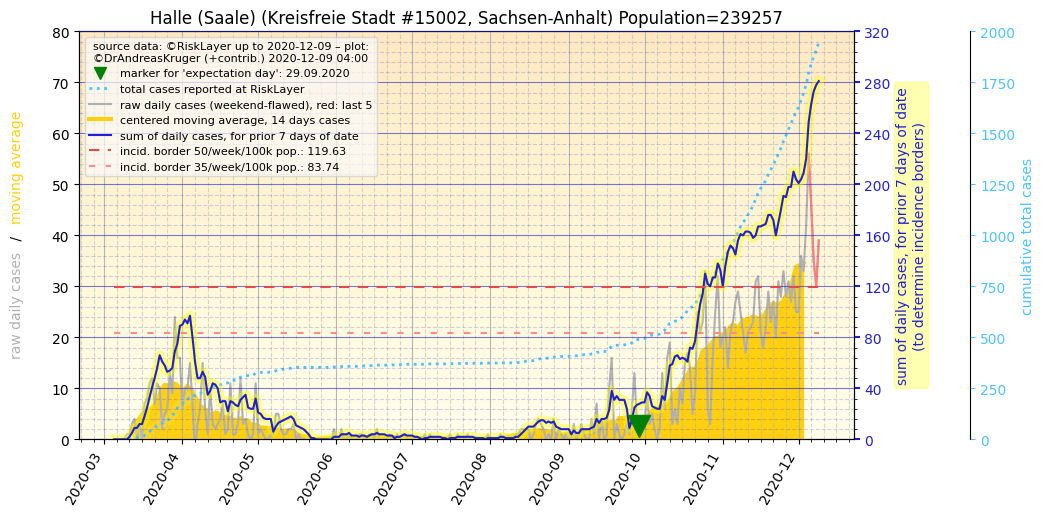 Halle (Saale) (Kreisfreie Stadt #15002, Sachsen-Anhalt) Population=239257
source data: ©RiskLayer up to 2020-12-09 – plot:
©DrAndreasKruger (+contrib.) 2020-12-09 04:00
marker for 'expectation day': 29.09.2020
total cases reported at RiskLayer
raw daily cases (weekend-flawed), red: last 5
centered moving average, 14 days cases
sum of daily cases, for prior 7 days of date
incid. border 50/week/100k pop.: 119.63
incid. border 35/week/100k pop.: 83.74
raw daily cases / moving average
80
70
60
50
40
30
20
10
0
2020-03
2020-04
2020-05
2020-06
2020-07
2020-08
2020-09
2020-10
2020-11
2020-12
320
280
240
200
160
120
80
40
0
sum of daily cases, for prior 7 days of date
(to determine incidence borders)
2000
1750
1500
1250
1000
750
500
250
0
cumulative total cases